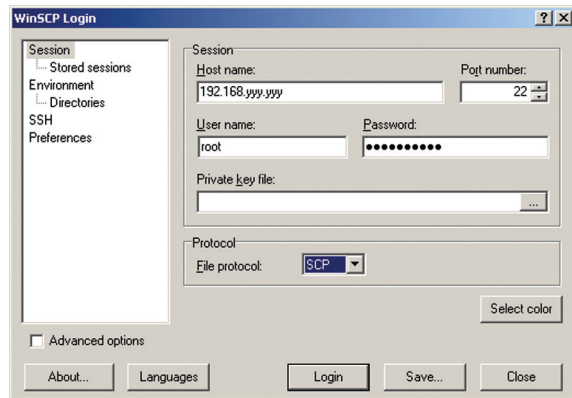 WinSCP Login
Session
Stored sessions
Environment
Directories
SSH
Preferences
Advanced options
Session
Host name:
Port number:
192.168.yyy.yyy
22
User name:
Password:
root
●●●●●●●●●●
Private key file:
...
Protocol
File protocol:
SCP
Select color
About...
Languages
Login
Save...
Close